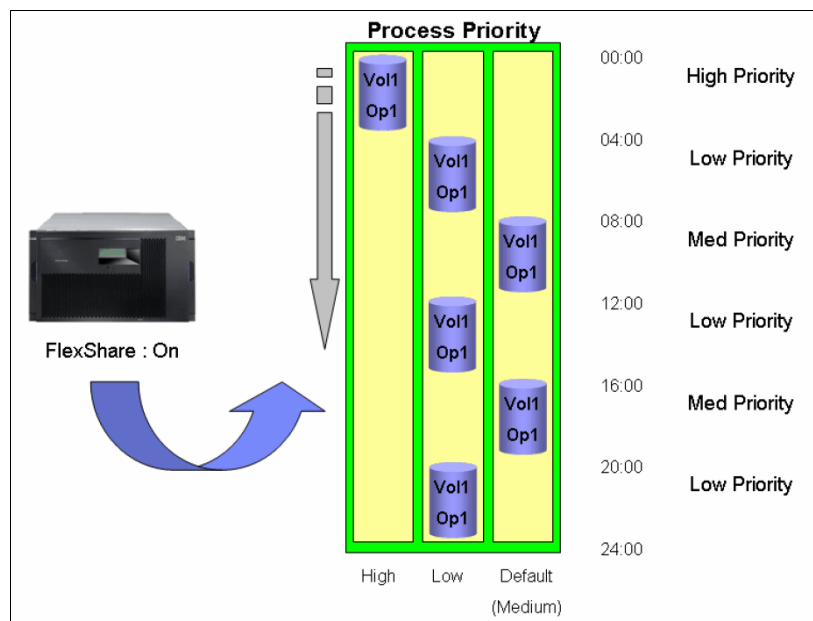 Process Priority
00:00
Vol1
Op1
High Priority
04:00
Vol1
Op1
Low Priority
08:00
Vol1
Op1
Med Priority
IBM
FlexShare : On
12:00
Vol1
Op1
Low Priority
16:00
Vol1
Op1
Med Priority
20:00
Vol1
Op1
Low Priority
24:00
High
Low
Default
(Medium)